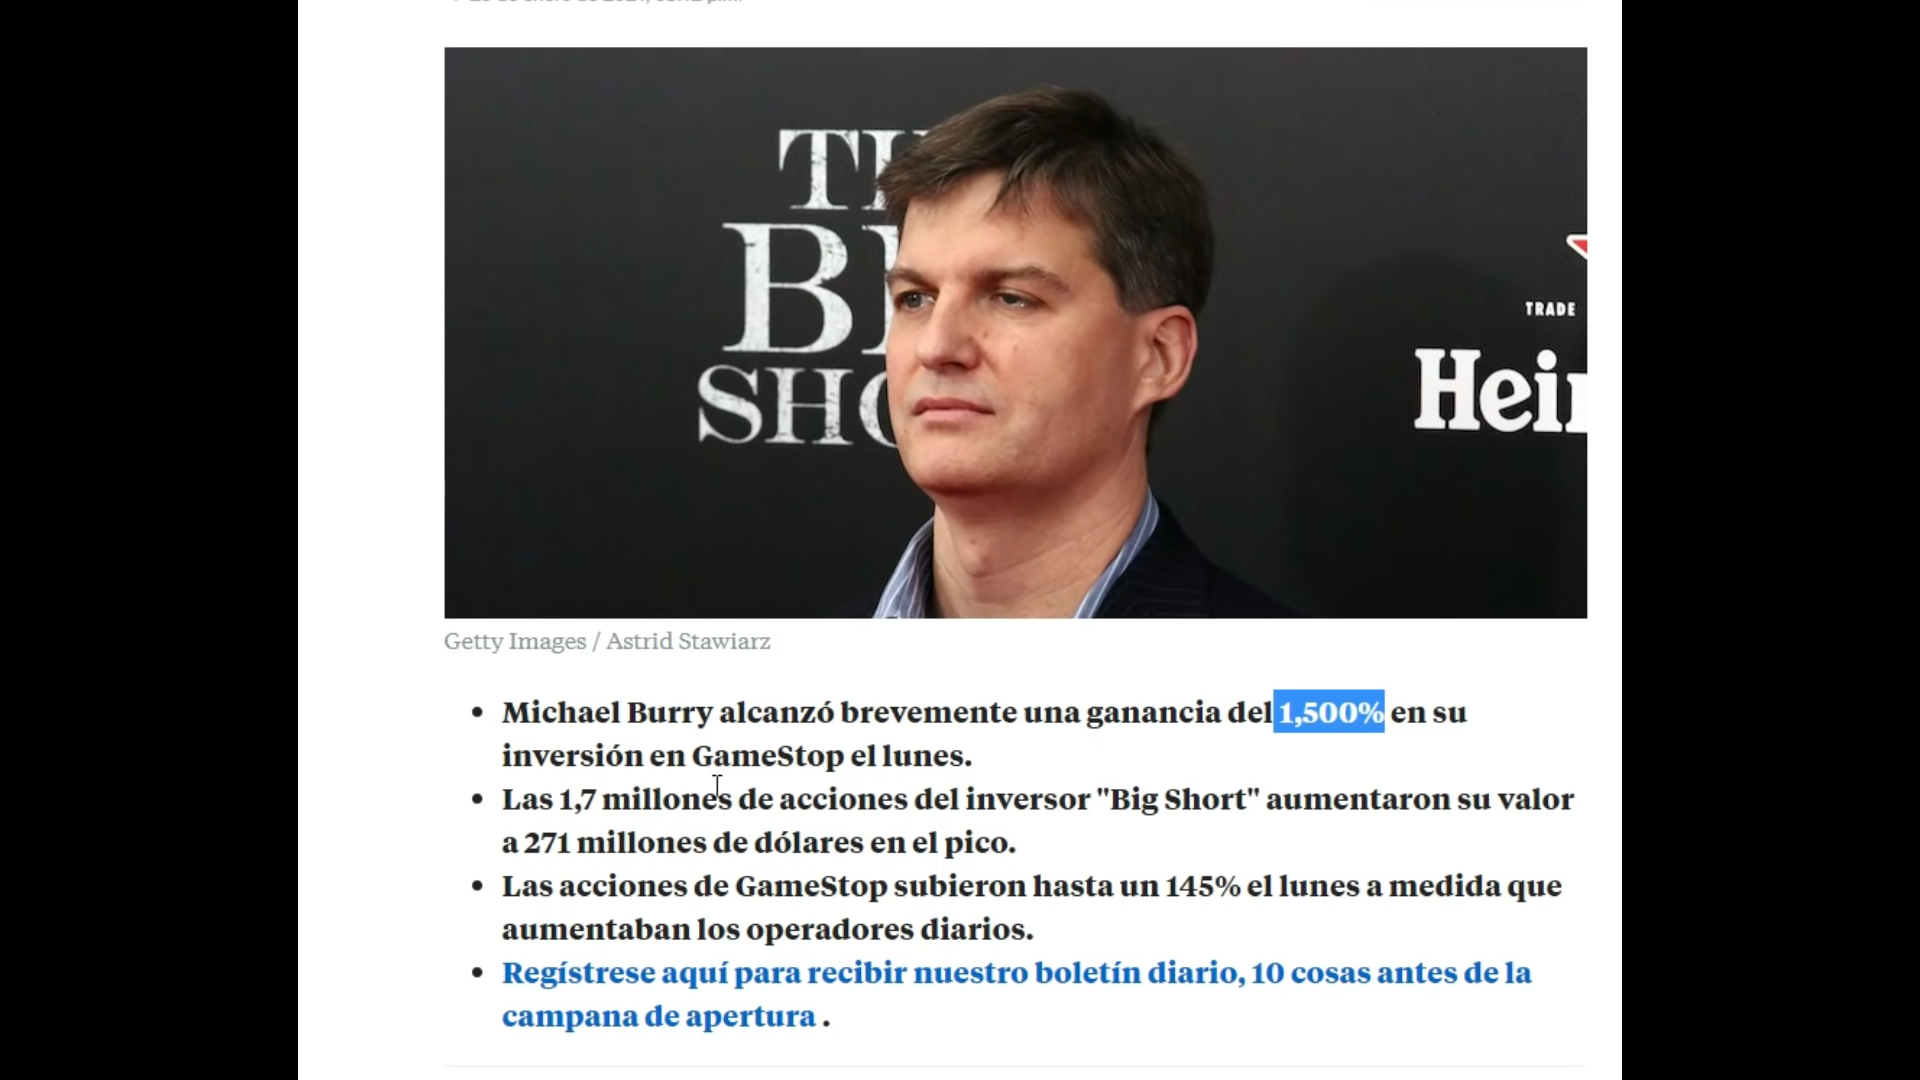 THE
BI
SHO
TRADE
Hein
Getty Images / Astrid Stawiarz
Michael Burry alcanzó brevemente una ganancia del 1,500% en su
inversión en GameStop el lunes.
Las 1,7 millones de acciones del inversor "Big Short" aumentaron su valor
a 271 millones de dólares en el pico.
Las acciones de GameStop subieron hasta un 145% el lunes a medida que
aumentaban los operadores diarios.
Regístrese aquí para recibir nuestro boletín diario, 10 cosas antes de la
campana de apertura .